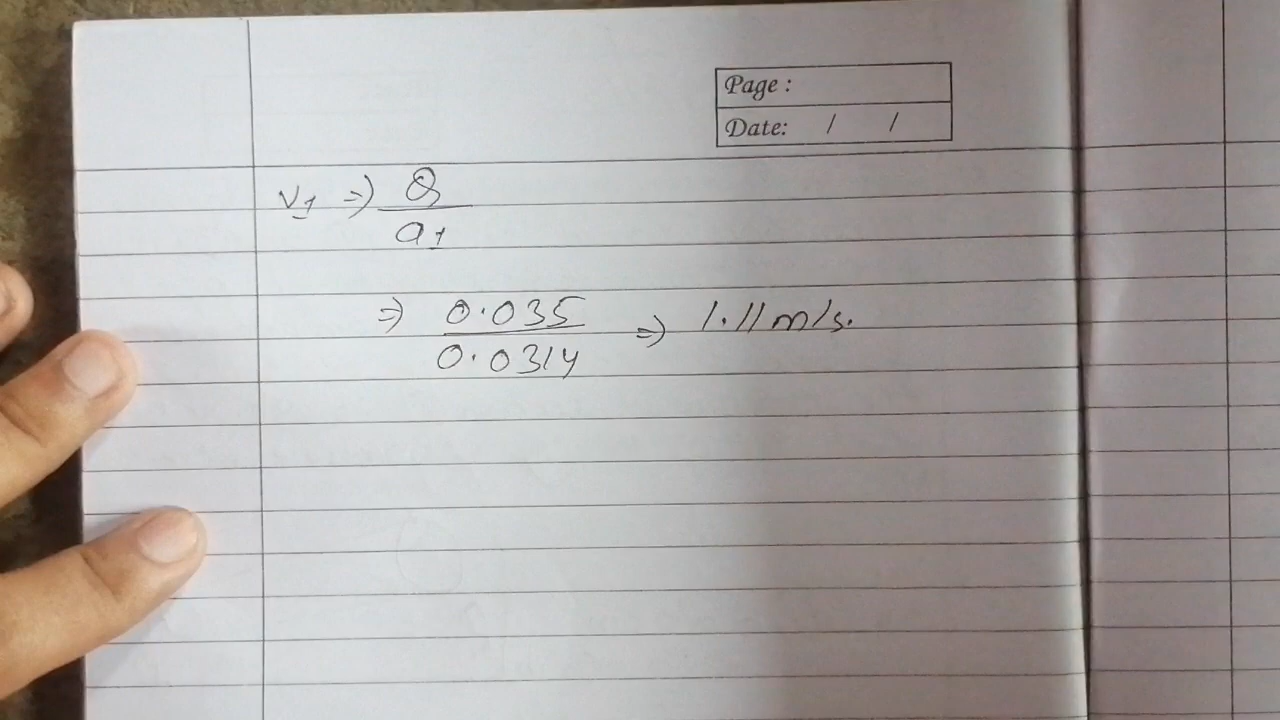 Page :
Date: / /
V1 => Q
a1
=> 0.035 => 1.11 m/s.
0.0314